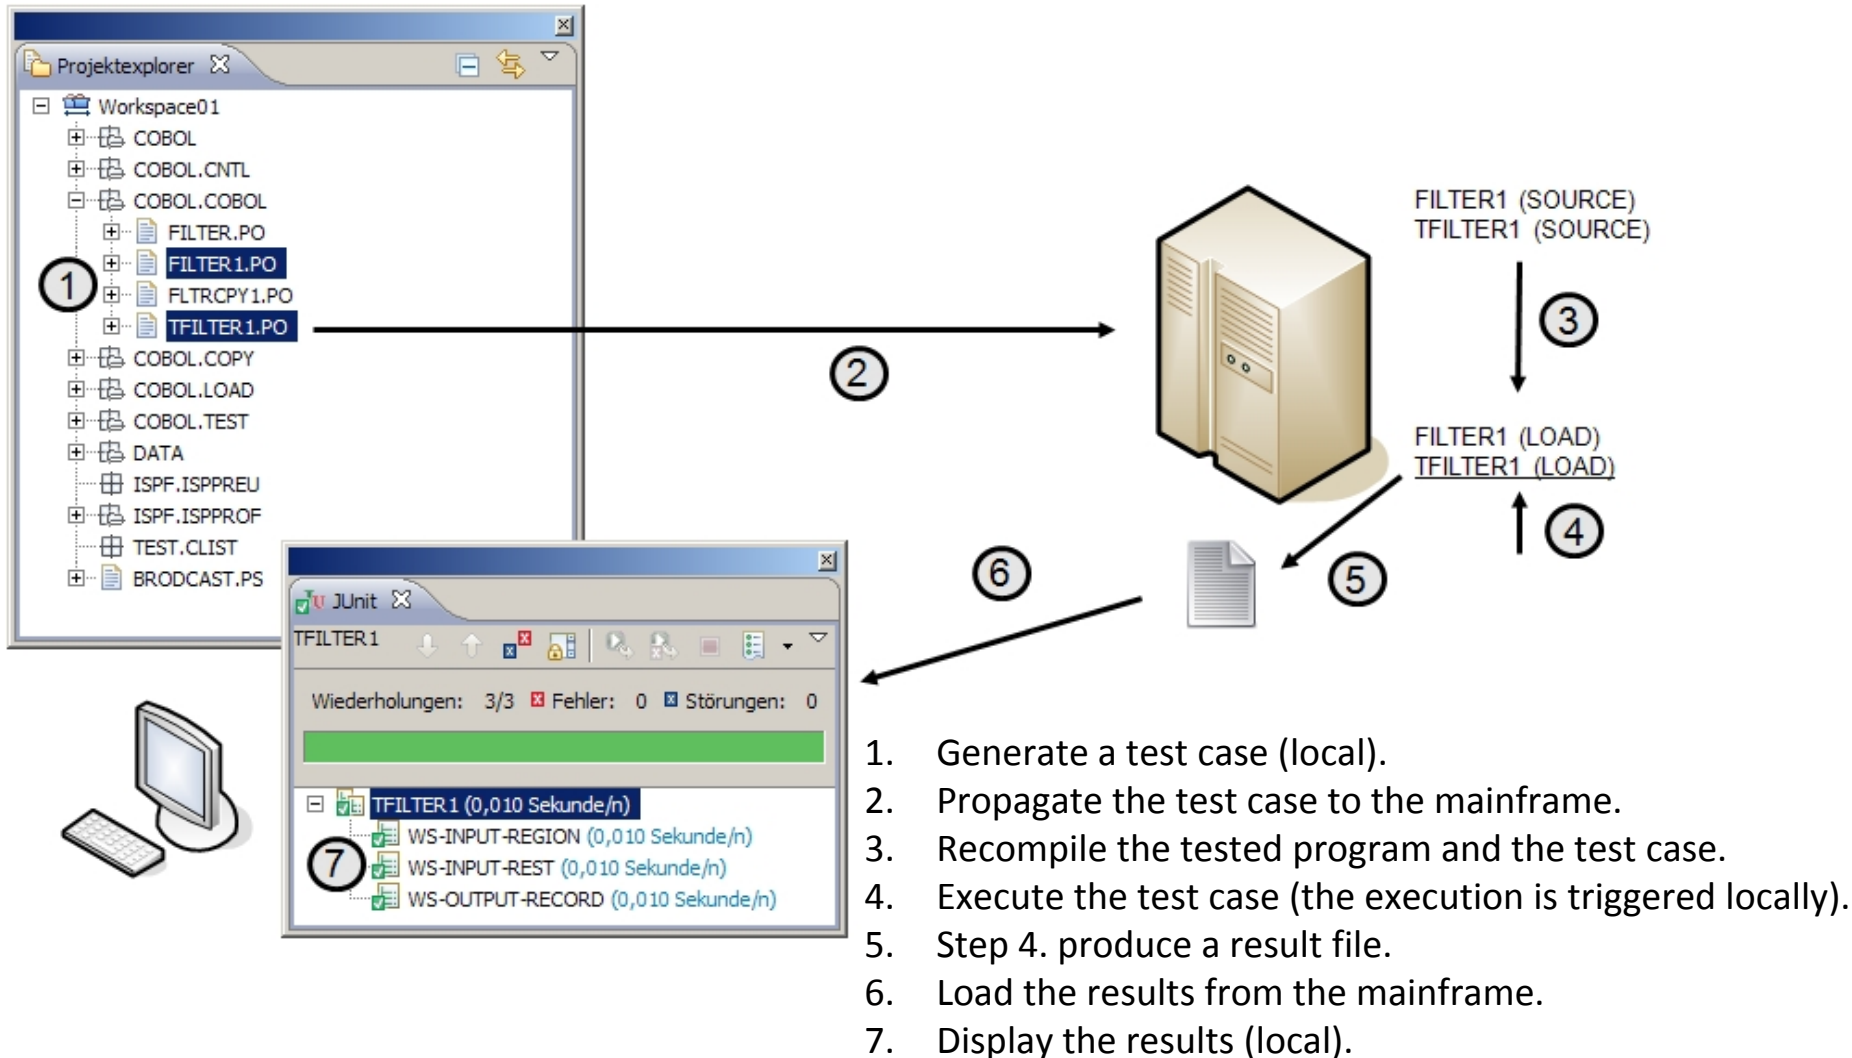 Projektexplorer
Workspace01
COBOL
COBOL.CNTL
COBOL.COBOL
FILTER.PO
FILTER1.PO
FLTRCPY1.PO
TFILTER1.PO
COBOL.COPY
COBOL.LOAD
COBOL.TEST
DATA
ISPF.ISPPREU
ISPF.ISPPROF
TEST.CLIST
BRODCAST.PS
1
2
FILTER1 (SOURCE)
TFILTER1 (SOURCE)
3
FILTER1 (LOAD)
TFILTER1 (LOAD)
4
5
6
JU JUnit
TFILTER1
Wiederholungen: 3/3 x Fehler: 0 x Störungen: 0
TFILTER1 (0,010 Sekunde/n)
WS-INPUT-REGION (0,010 Sekunde/n)
WS-INPUT-REST (0,010 Sekunde/n)
WS-OUTPUT-RECORD (0,010 Sekunde/n)
7
1. Generate a test case (local).
2. Propagate the test case to the mainframe.
3. Recompile the tested program and the test case.
4. Execute the test case (the execution is triggered locally).
5. Step 4. produce a result file.
6. Load the results from the mainframe.
7. Display the results (local).